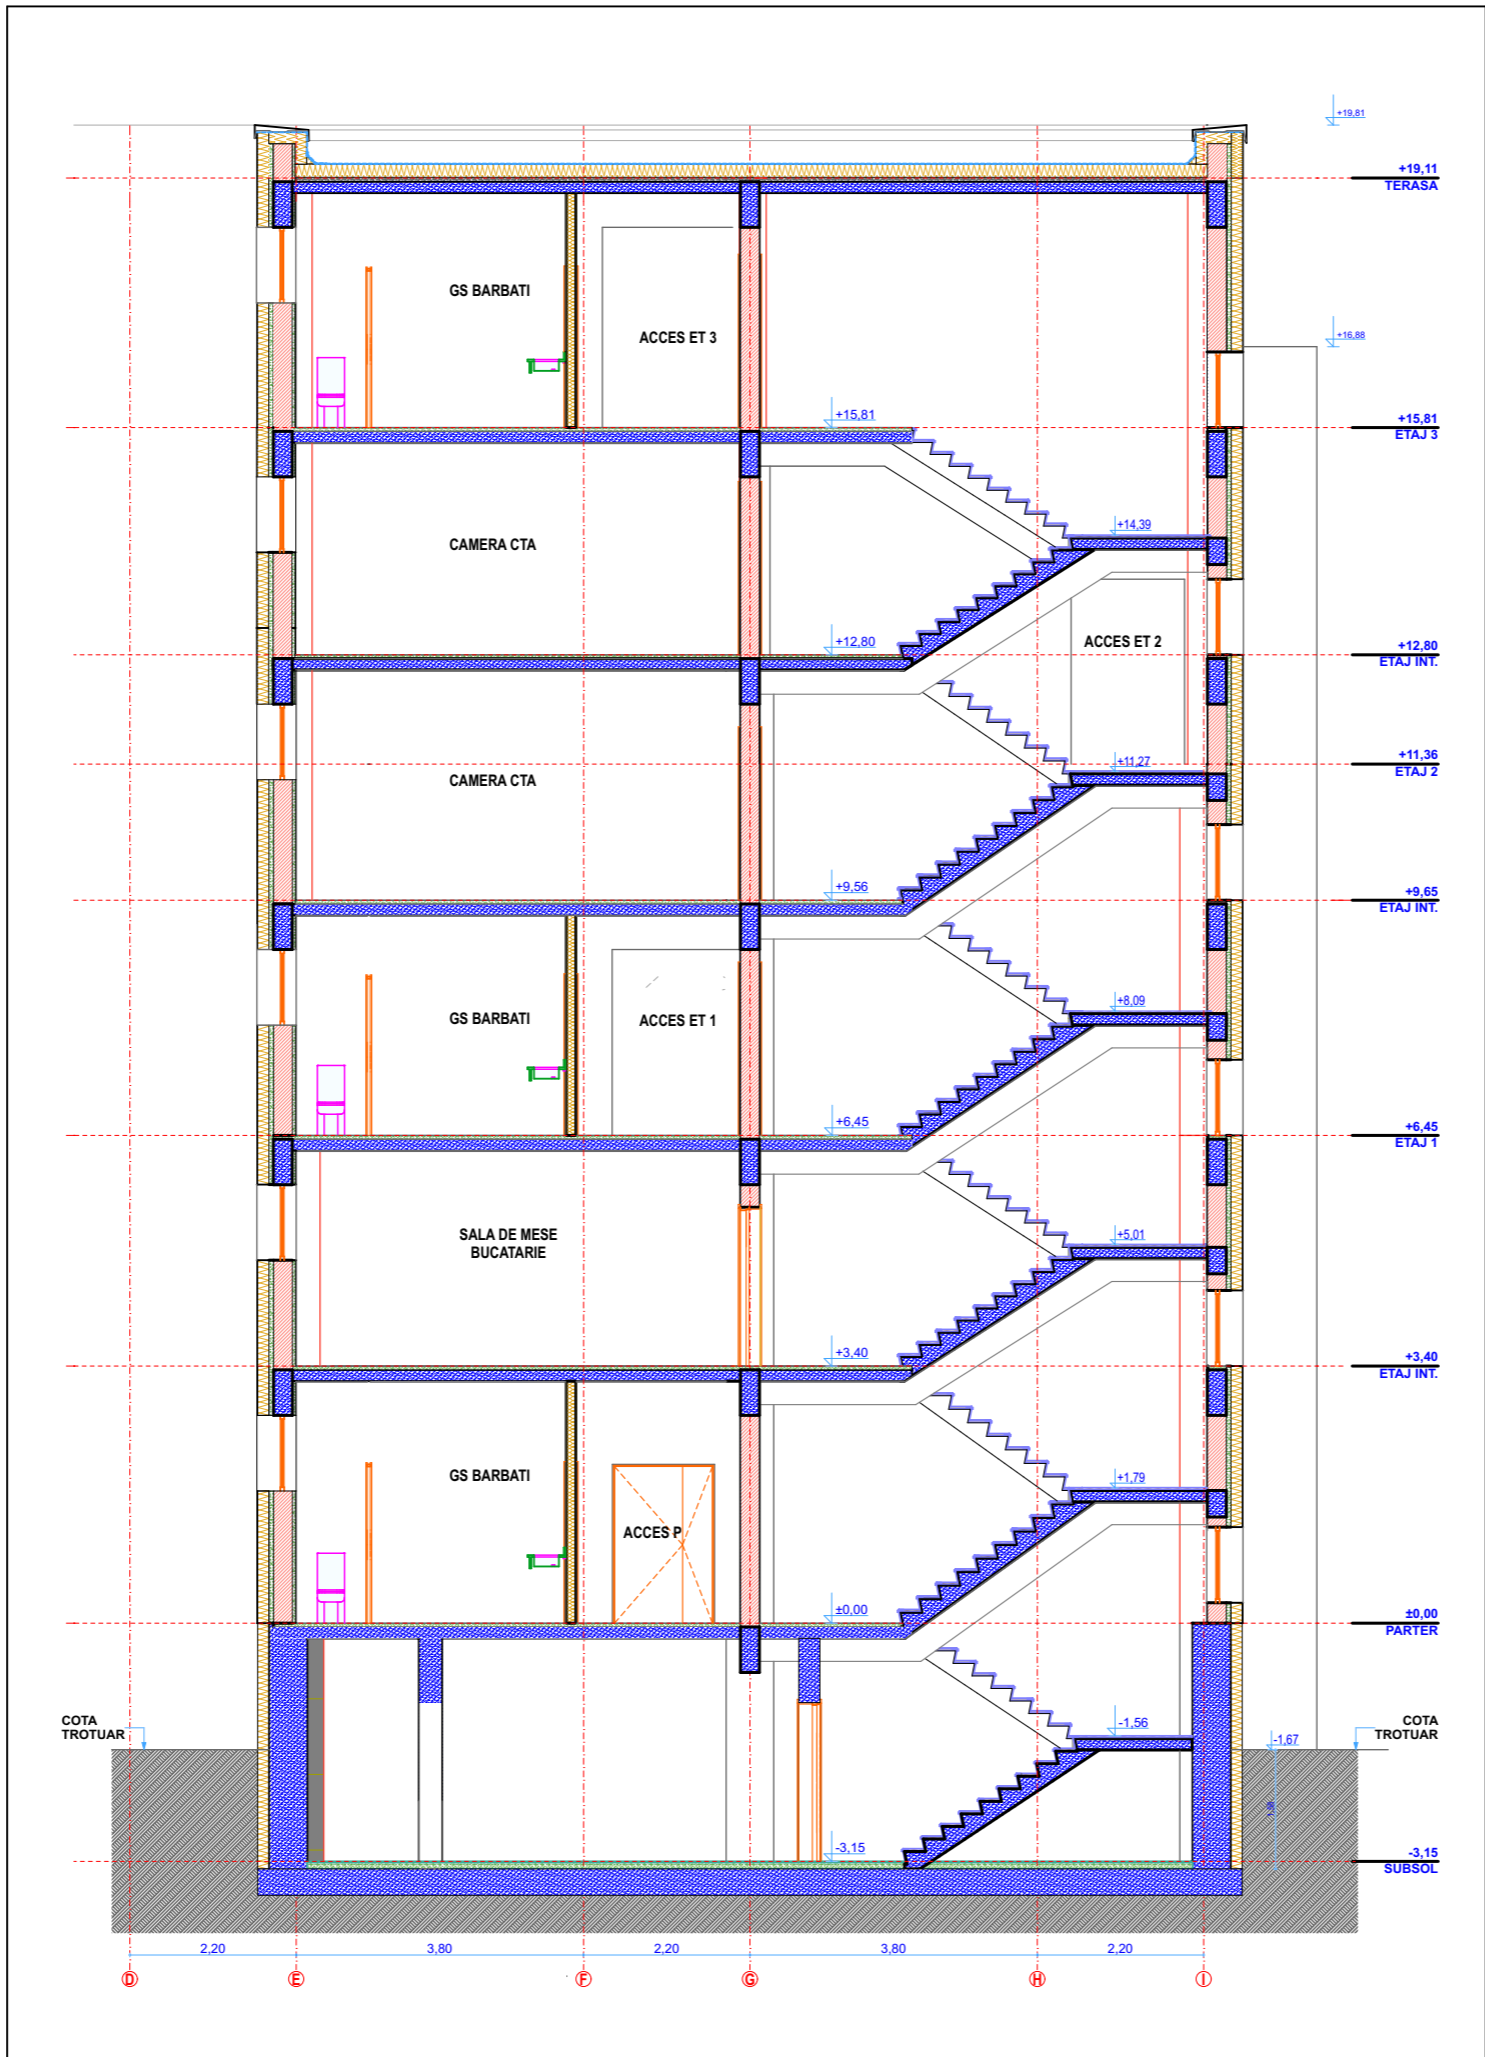 +19,81
+19,11
TERASA
GS BARBATI
ACCES ET 3
+16,88
+15,81
+15,81
ETAJ 3
CAMERA CTA
+14,39
+12,80
ACCES ET 2
+12,80
ETAJ INT.
CAMERA CTA
+11,27
+11,36
ETAJ 2
+9,56
+9,65
ETAJ INT.
GS BARBATI
ACCES ET 1
+8,09
+6,45
+6,45
ETAJ 1
SALA DE MESE
BUCATARIE
+5,01
+3,40
+3,40
ETAJ INT.
GS BARBATI
ACCES P
+1,79
±0,00
±0,00
PARTER
COTA
TROTUAR
-1,56
-1,67
COTA
TROTUAR
-3,15
-3,15
SUBSOL
2,20
3,80
2,20
3,80
2,20
D
E
F
G
H
I